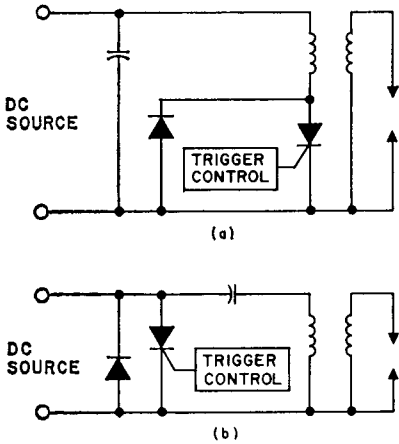 DC
SOURCE
TRIGGER
CONTROL
(a)
DC
SOURCE
TRIGGER
CONTROL
(b)